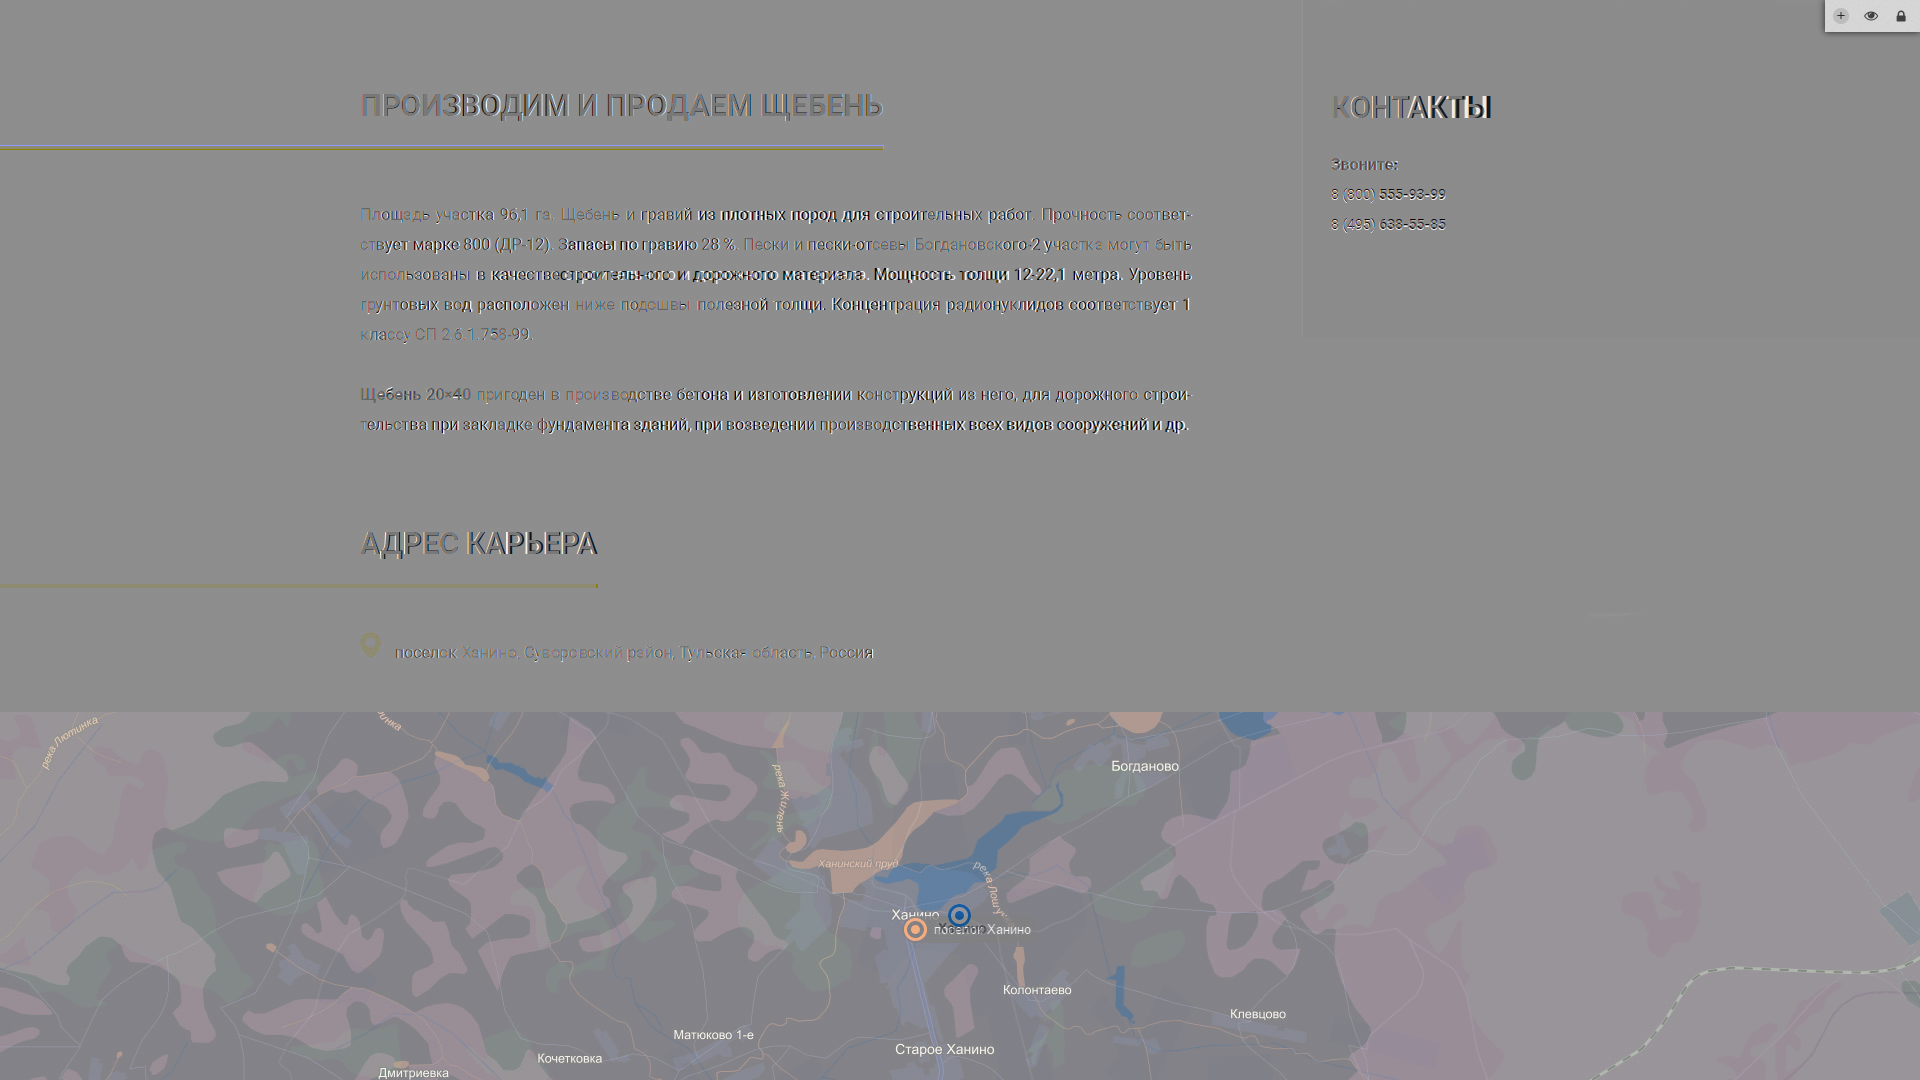 ПРОИЗВОДИМ И ПРОДАЕМ ЩЕБЕНЬ
Площадь участка 96,1 га. Щебень и гравий из плотных пород для строительных работ. Прочность соответ-
ствует марке 800 (ДР-12). Запасы по гравию 28 %. Пески и пески-отсевы Богдановского-2 участка могут быть
использованы в качестве строительного и дорожного материала. Мощность толщи 12-22,1 метра. Уровень
грунтовых вод расположен ниже подошвы полезной толщи. Концентрация радионуклидов соответствует 1
классу СП 2.6.1.758-99.
Щебень 20×40 пригоден в производстве бетона и изготовлении конструкций из него, для дорожного строи-
тельства при закладке фундамента зданий, при возведении производственных всех видов сооружений и др.
КОНТАКТЫ
Звоните:
8 (800) 555-93-99
8 (495) 638-55-85
АДРЕС КАРЬЕРА
поселок Ханино, Суворовский район, Тульская область, Россия
река Лютинка
река Жилень
Богданово
Ханинский пруд
Ханино
поселок Ханино
Колонтаево
Клевцово
Матюково 1-е
Старое Ханино
Кочетковка
Дмитриевка